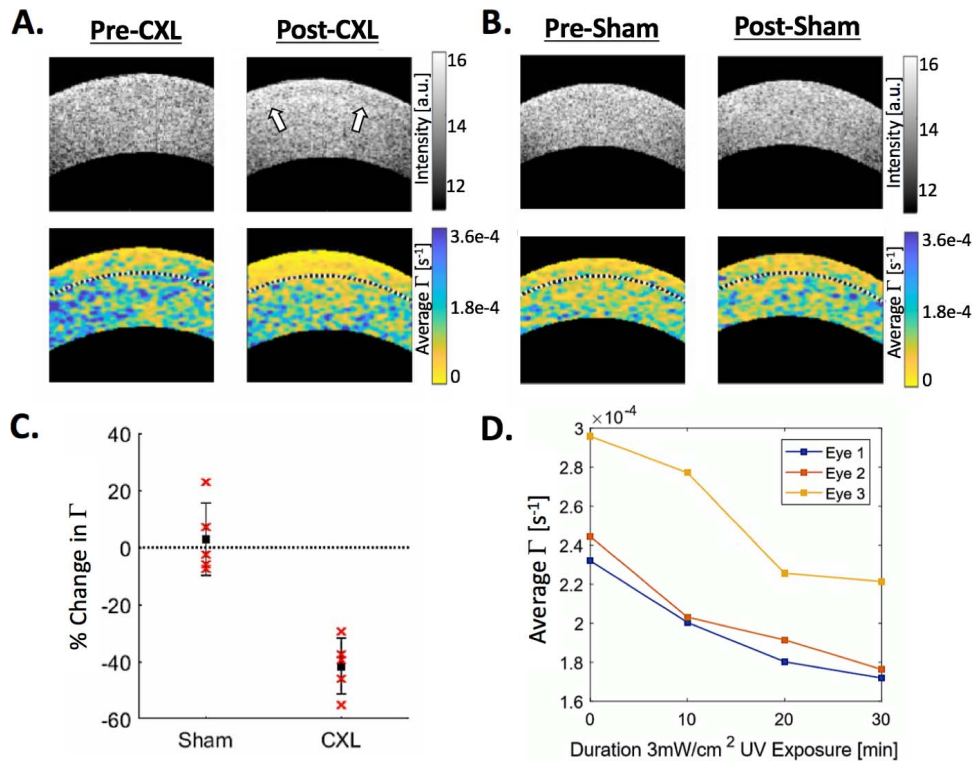 A.
Pre-CXL
Post-CXL
16
14
12
Intensity [a.u.]
3.6e-4
1.8e-4
0
Average Γ [s⁻¹]
B.
Pre-Sham
Post-Sham
16
14
12
Intensity [a.u.]
3.6e-4
1.8e-4
0
Average Γ [s⁻¹]
C.
40
20
0
-20
-40
-60
% Change in Γ
Sham CXL
D.
×10⁻⁴
3
2.8
2.6
2.4
2.2
2
1.8
1.6
Average Γ [s⁻¹]
Eye 1
Eye 2
Eye 3
0 10 20 30
Duration 3mW/cm ² UV Exposure [min]